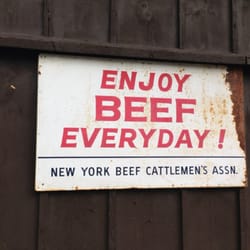 ENJOY
BEEF
EVERYDAY!
NEW YORK BEEF CATTLEMEN'S ASSN.